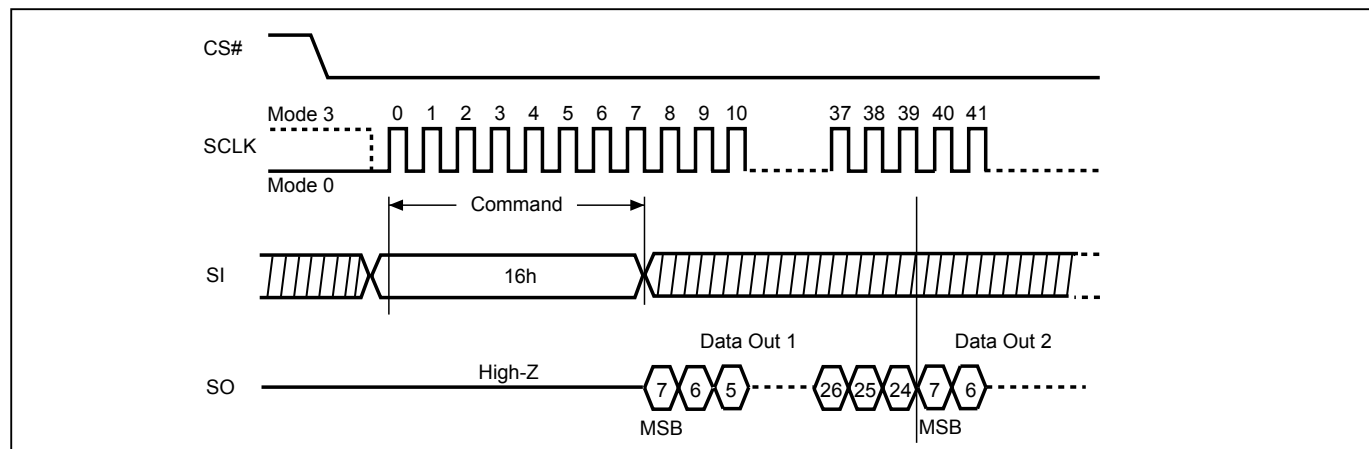 CS#
Mode 3
0 1 2 3 4 5 6 7 8 9 10 37 38 39 40 41
SCLK
Mode 0
Command
SI
16h
Data Out 1 Data Out 2
High-Z
SO
7 6 5 26 25 24 7 6
MSB MSB